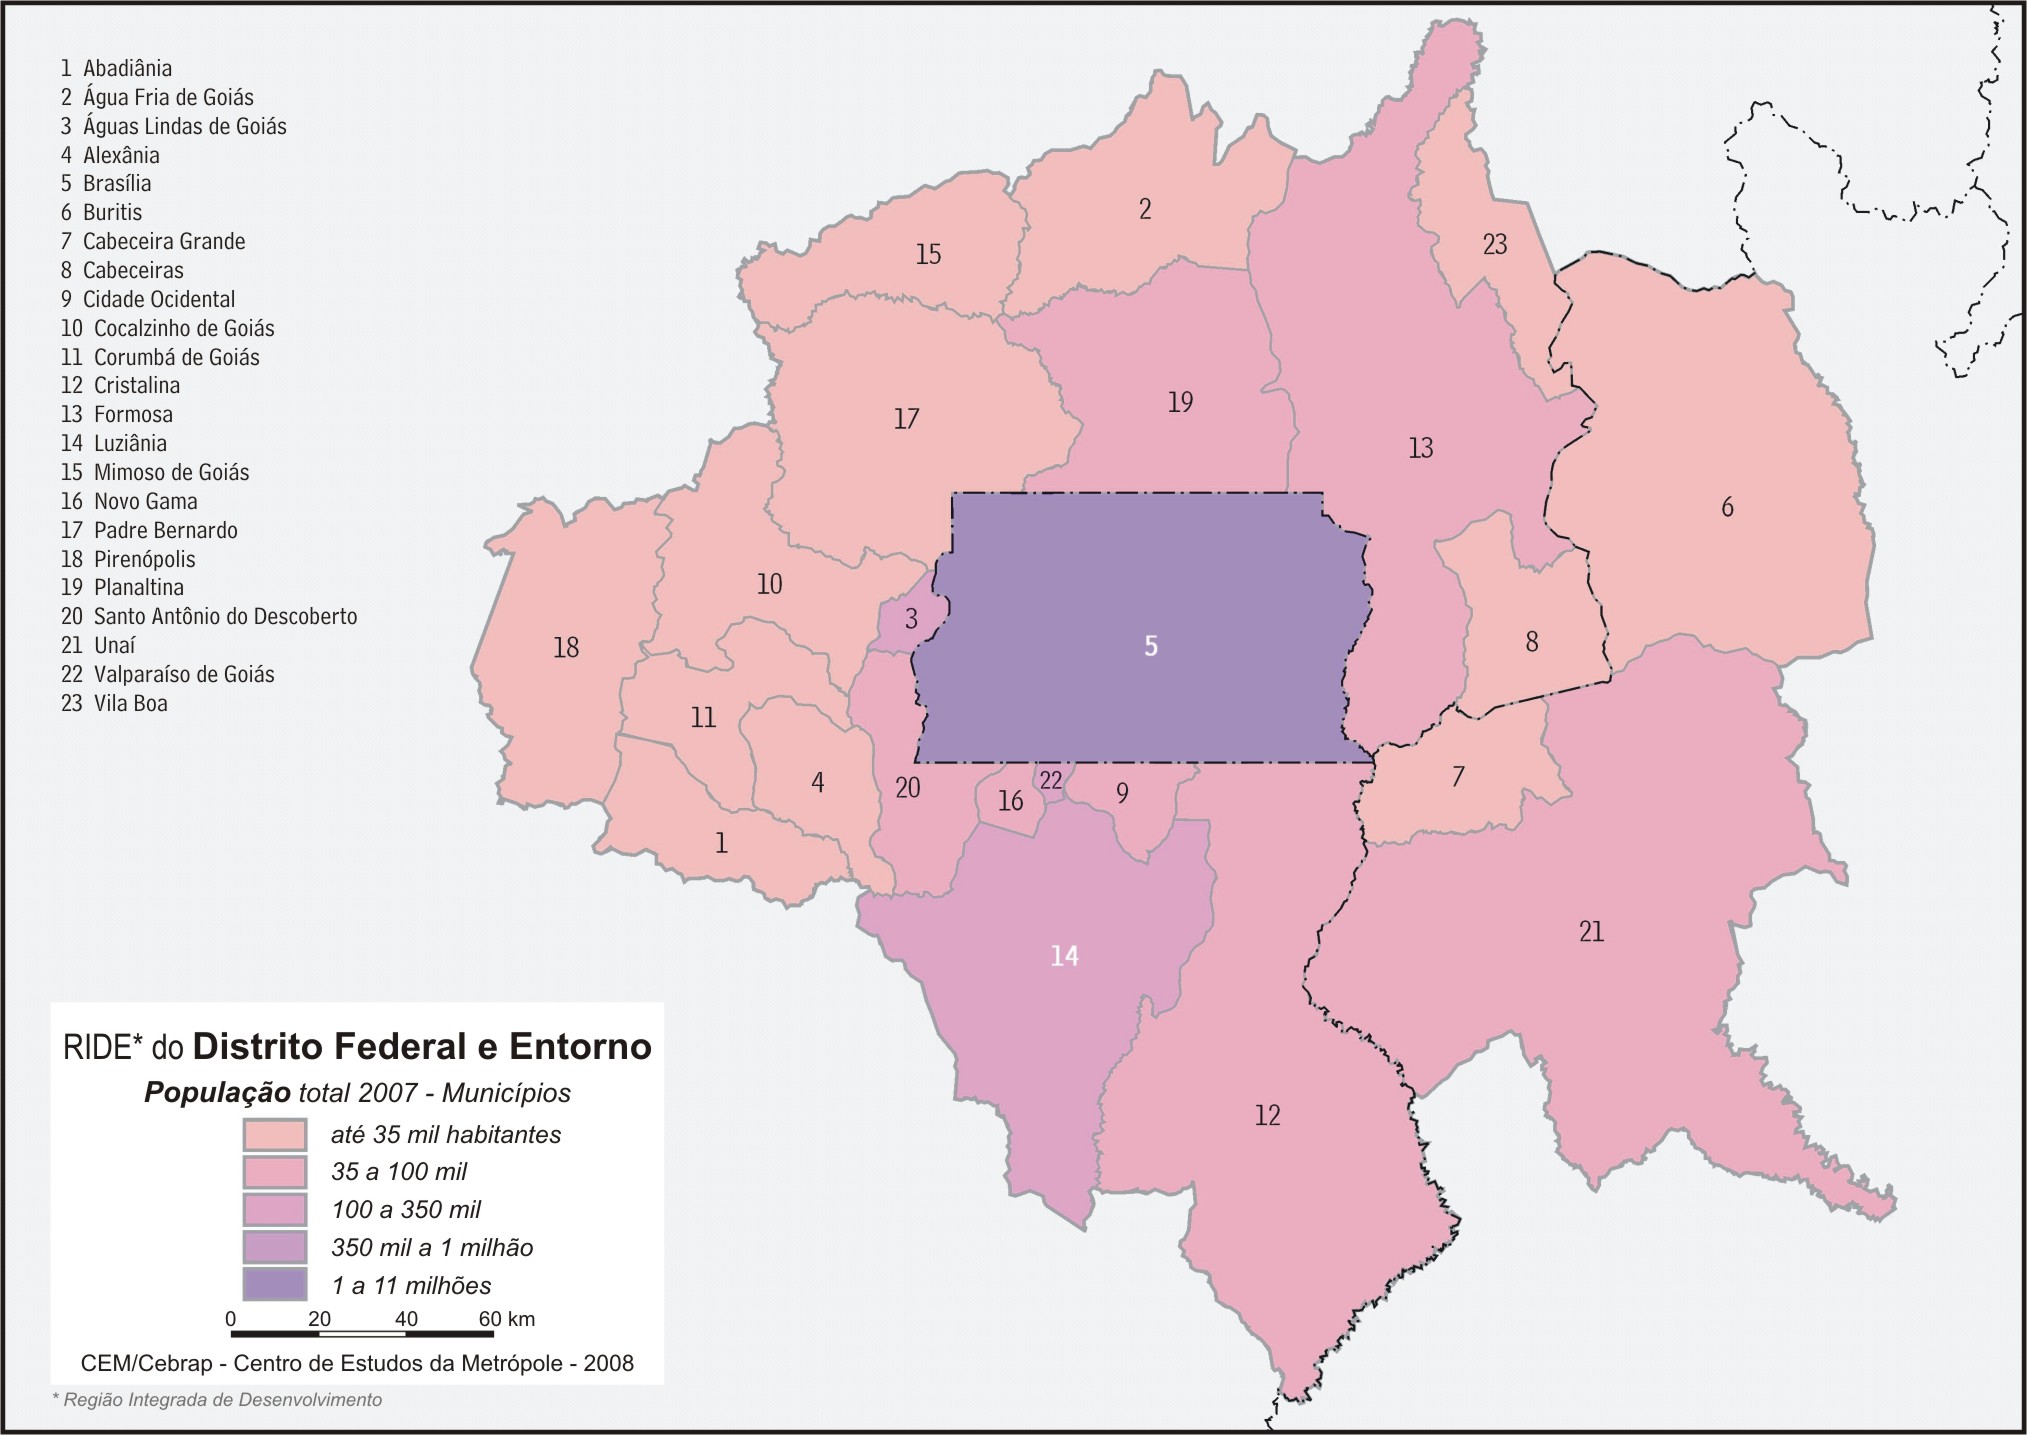 1 Abadiânia
2 Água Fria de Goiás
3 Águas Lindas de Goiás
4 Alexânia
5 Brasília
6 Buritis
7 Cabeceira Grande
8 Cabeceiras
9 Cidade Ocidental
10 Cocalzinho de Goiás
11 Corumbá de Goiás
12 Cristalina
13 Formosa
14 Luziânia
15 Mimoso de Goiás
16 Novo Gama
17 Padre Bernardo
18 Pirenópolis
19 Planaltina
20 Santo Antônio do Descoberto
21 Unaí
22 Valparaíso de Goiás
23 Vila Boa
2
23
15
19
17
13
6
10
3
8
5
18
11
7
4
22
20
9
16
1
21
14
12
RIDE* do Distrito Federal e Entorno
População total 2007 - Municípios
até 35 mil habitantes
35 a 100 mil
100 a 350 mil
350 mil a 1 milhão
1 a 11 milhões
0 20 40 60 km
CEM/Cebrap - Centro de Estudos da Metrópole - 2008
* Região Integrada de Desenvolvimento